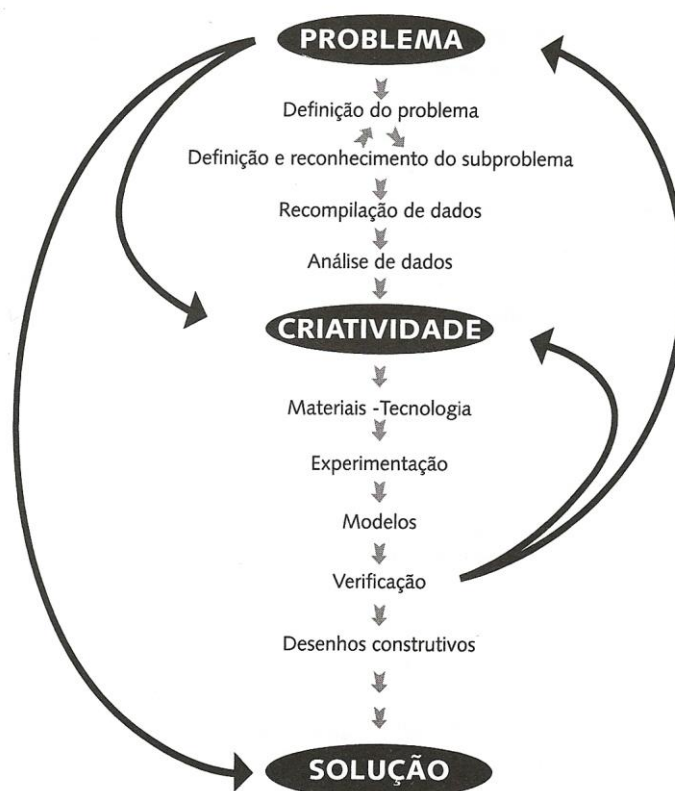 PROBLEMA
Definição do problema
Definição e reconhecimento do subproblema
Recompilação de dados
Análise de dados
CRIATIVIDADE
Materiais -Tecnologia
Experimentação
Modelos
Verificação
Desenhos construtivos
SOLUÇÃO